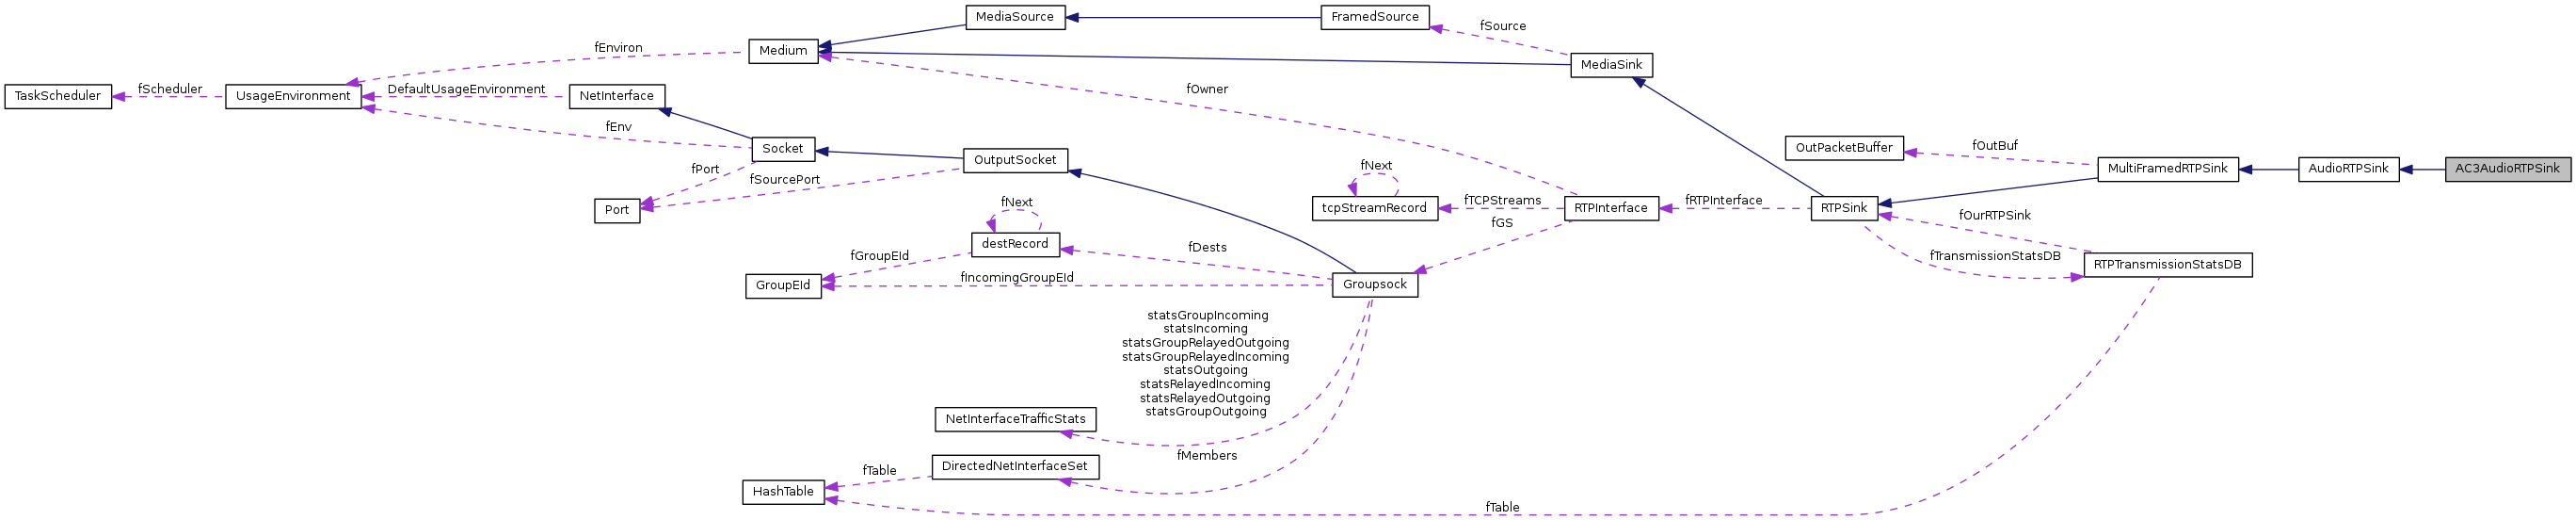 MediaSource
FramedSource
fSource
fEnviron
Medium
MediaSink
TaskScheduler
fScheduler
UsageEnvironment
DefaultUsageEnvironment
NetInterface
fOwner
fEnv
Socket
OutputSocket
OutPacketBuffer
fOutBuf
fPort
fSourcePort
fNext
MultiFramedRTPSink
AudioRTPSink
AC3AudioRTPSink
Port
fNext
tcpStreamRecord
fTCPStreams
RTPInterface
fRTPInterface
RTPSink
fOurRTPSink
fGS
destRecord
fDests
fGroupEId
fTransmissionStatsDB
RTPTransmissionStatsDB
GroupEId
fIncomingGroupEId
Groupsock
statsGroupIncoming
statsIncoming
statsGroupRelayedOutgoing
statsGroupRelayedIncoming
statsOutgoing
statsRelayedIncoming
statsRelayedOutgoing
statsGroupOutgoing
NetInterfaceTrafficStats
fMembers
DirectedNetInterfaceSet
fTable
HashTable
fTable